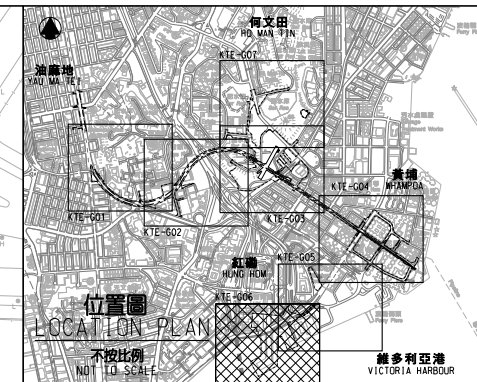 何文田
HO MAN TIN
KTE-G07
油麻地
YAU MA TEI
KTE-G01
KTE-G02
KTE-G03
KTE-G04
黃埔
WHAMPOA
紅磡
HUNG HOM
KTE-G05
KTE-G06
位置圖
LOCATION PLAN
不按比例
NOT TO SCALE
維多利亞港
VICTORIA HARBOUR